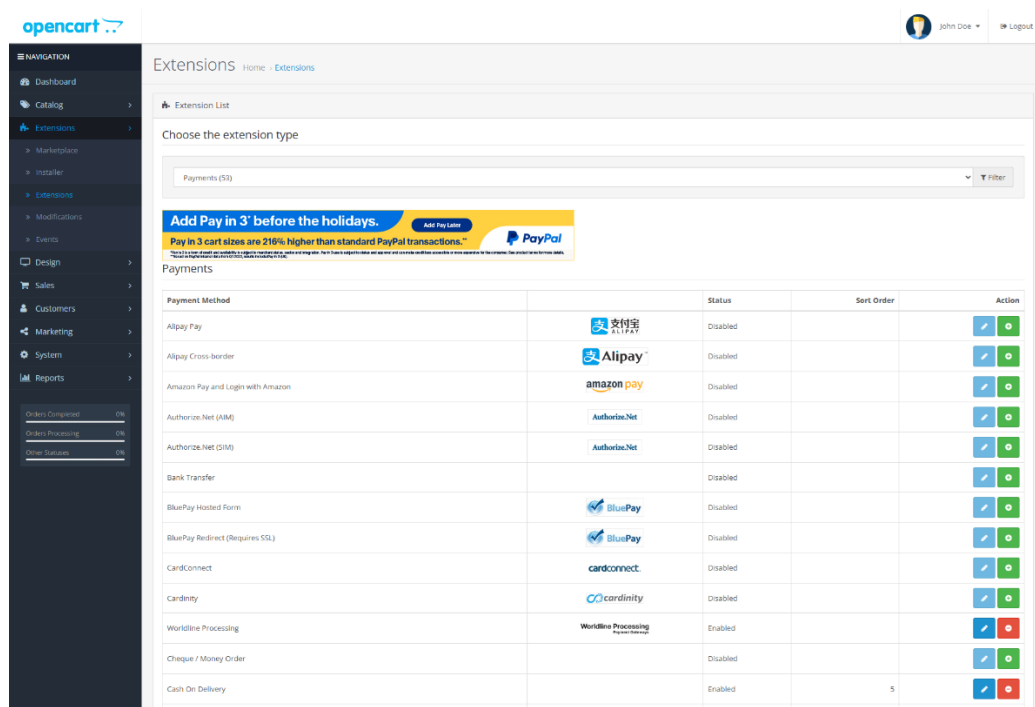 opencart
John Doe
Logout
NAVIGATION
Dashboard
Catalog
Extensions
Marketplace
Installer
Extensions
Modifications
Events
Design
Sales
Customers
Marketing
System
Reports
Orders Completed 0%
Orders Processing 0%
Other Statuses 0%
Extensions Home › Extensions
Extension List
Choose the extension type
Payments (53)
Filter
Add Pay in 3* before the holidays.
Add Pay Later
Pay in 3 cart sizes are 216% higher than standard PayPal transactions.**
PayPal
Payments
Payment Method Status Sort Order Action
Alipay Pay 支 支付宝 ALIPAY Disabled
Alipay Cross-border 支 Alipay Disabled
Amazon Pay and Login with Amazon amazon pay Disabled
Authorize.Net (AIM) Authorize.Net Disabled
Authorize.Net (SIM) Authorize.Net Disabled
Bank Transfer Disabled
BluePay Hosted Form BluePay Disabled
BluePay Redirect (Requires SSL) BluePay Disabled
CardConnect cardconnect. Disabled
Cardinity cardinity Disabled
Worldline Processing Worldline Processing Payment Gateways Enabled
Cheque / Money Order Disabled
Cash On Delivery Enabled 5